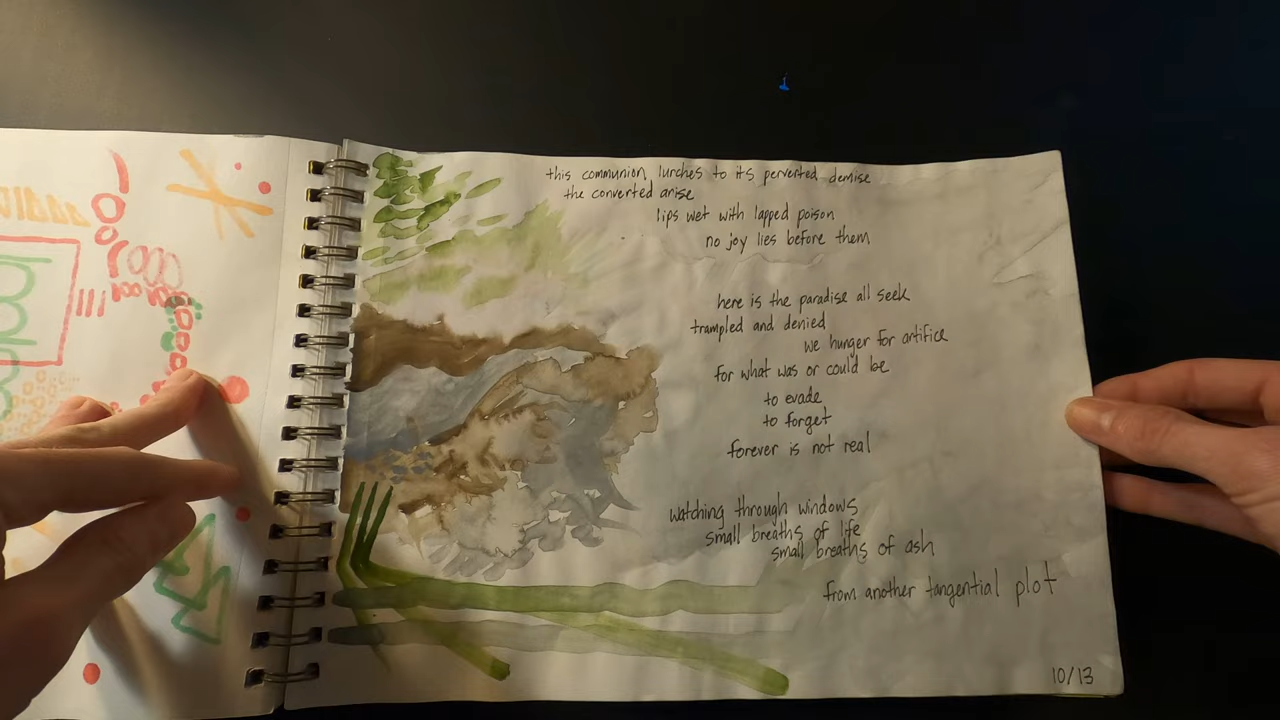 this communion lurches to its perverted demise
the converted arise
lips wet with lapped poison
no joy lies before them
here is the paradise all seek
trampled and denied
we hunger for artifice
for what was or could be
to evade
to forget
forever is not real
watching through windows
small breaths of life
small breaths of ash
from another tangential plot
10/13